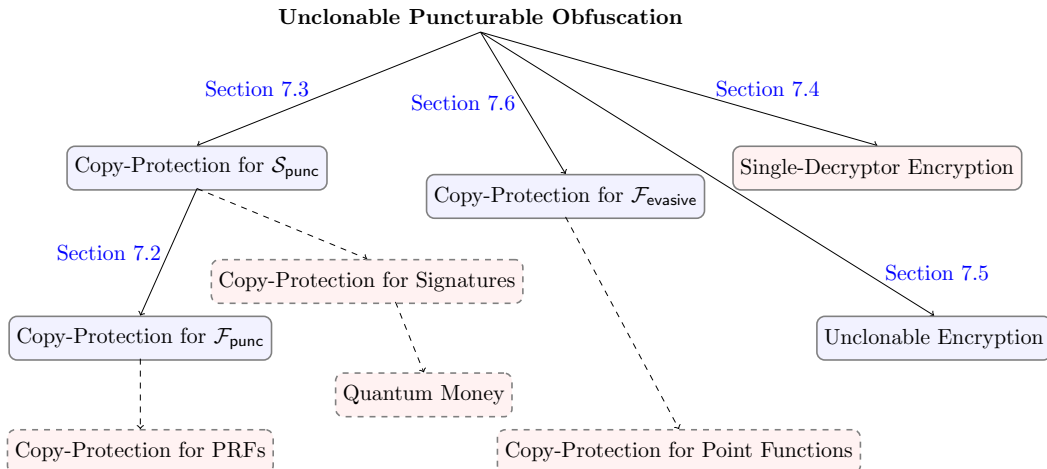 Unclonable Puncturable Obfuscation
Section 7.3
Section 7.6
Section 7.4
Copy-Protection for 𝒮punc
Single-Decryptor Encryption
Copy-Protection for ℱevasive
Section 7.2
Copy-Protection for Signatures
Section 7.5
Copy-Protection for ℱpunc
Unclonable Encryption
Quantum Money
Copy-Protection for PRFs
Copy-Protection for Point Functions